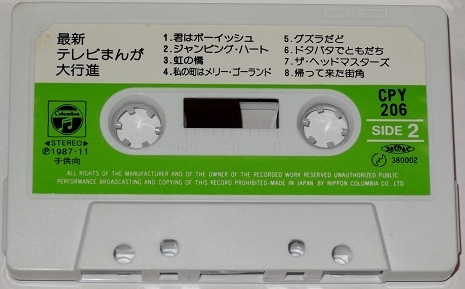 最新
テレビまんが
大行進
1.君はボーイッシュ
2.ジャンピング・ハート
3.虹の橋
4.私の町はメリー・ゴーランド
5.グズラだど
6.ドタバタでともだち
7.ザ・ヘッドマスターズ
8.帰って来た街角
Columbia
◀STEREO▶
Ⓟ1987・11
子供向
CPY
206
SIDE 2
380002
ALL RIGHTS OF THE MANUFACTURER AND OF THE OWNER OF THE RECORDED WORK RESERVED UNAUTHORIZED PUBLIC
PERFORMANCE BROADCASTING AND COPYING OF THIS RECORD PROHIBITED. MADE IN JAPAN BY NIPPON COLUMBIA CO., LTD